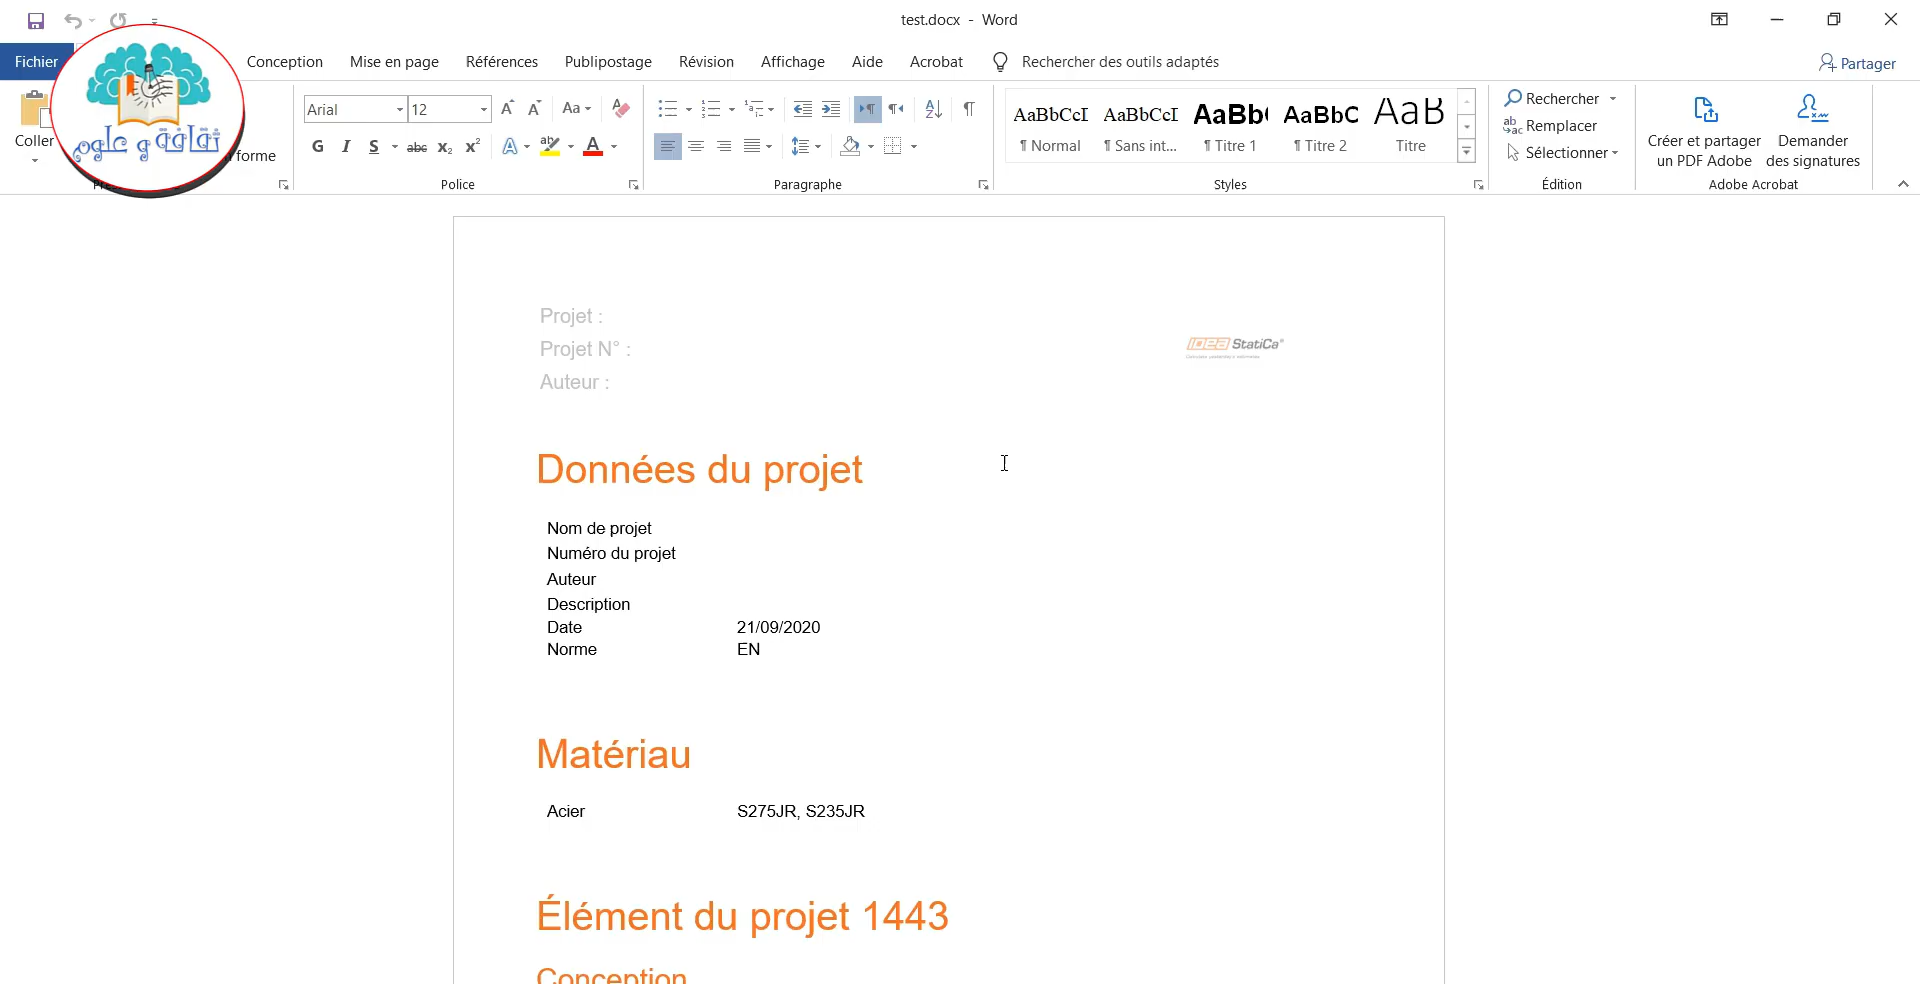 test.docx - Word
Fichier
Conception
Mise en page
Références
Publipostage
Révision
Affichage
Aide
Acrobat
Rechercher des outils adaptés
Partager
Coller
forme
Arial
12
Aa
G I S abc X₂ X²
Police
Paragraphe
AaBbCcI AaBbCcI AaBb( AaBbC AaB
¶ Normal ¶ Sans int... ¶ Titre 1 ¶ Titre 2 Titre
Styles
Rechercher
Remplacer
Sélectionner
Édition
Créer et partager
un PDF Adobe
Demander
des signatures
Adobe Acrobat
ثقافة و علوم
Projet :
Projet N° :
Auteur :
IDEA StatiCa®
Données du projet
Nom de projet
Numéro du projet
Auteur
Description
Date 21/09/2020
Norme EN
Matériau
Acier S275JR, S235JR
Élément du projet 1443
Conception